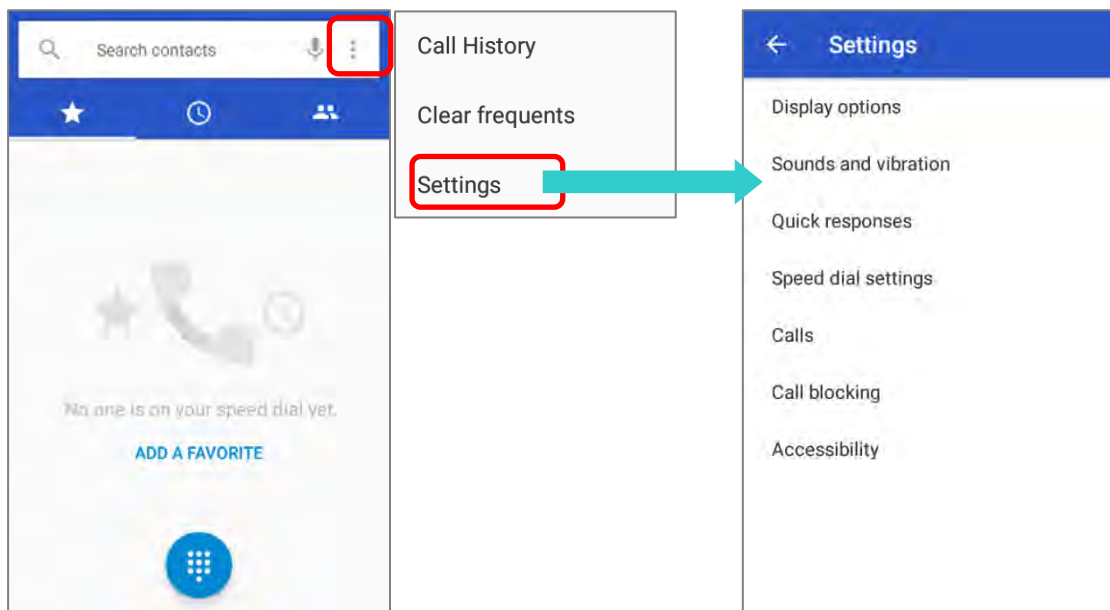 Search contacts
No one is on your speed dial yet.
ADD A FAVORITE
Call History
Clear frequents
Settings
Settings
Display options
Sounds and vibration
Quick responses
Speed dial settings
Calls
Call blocking
Accessibility